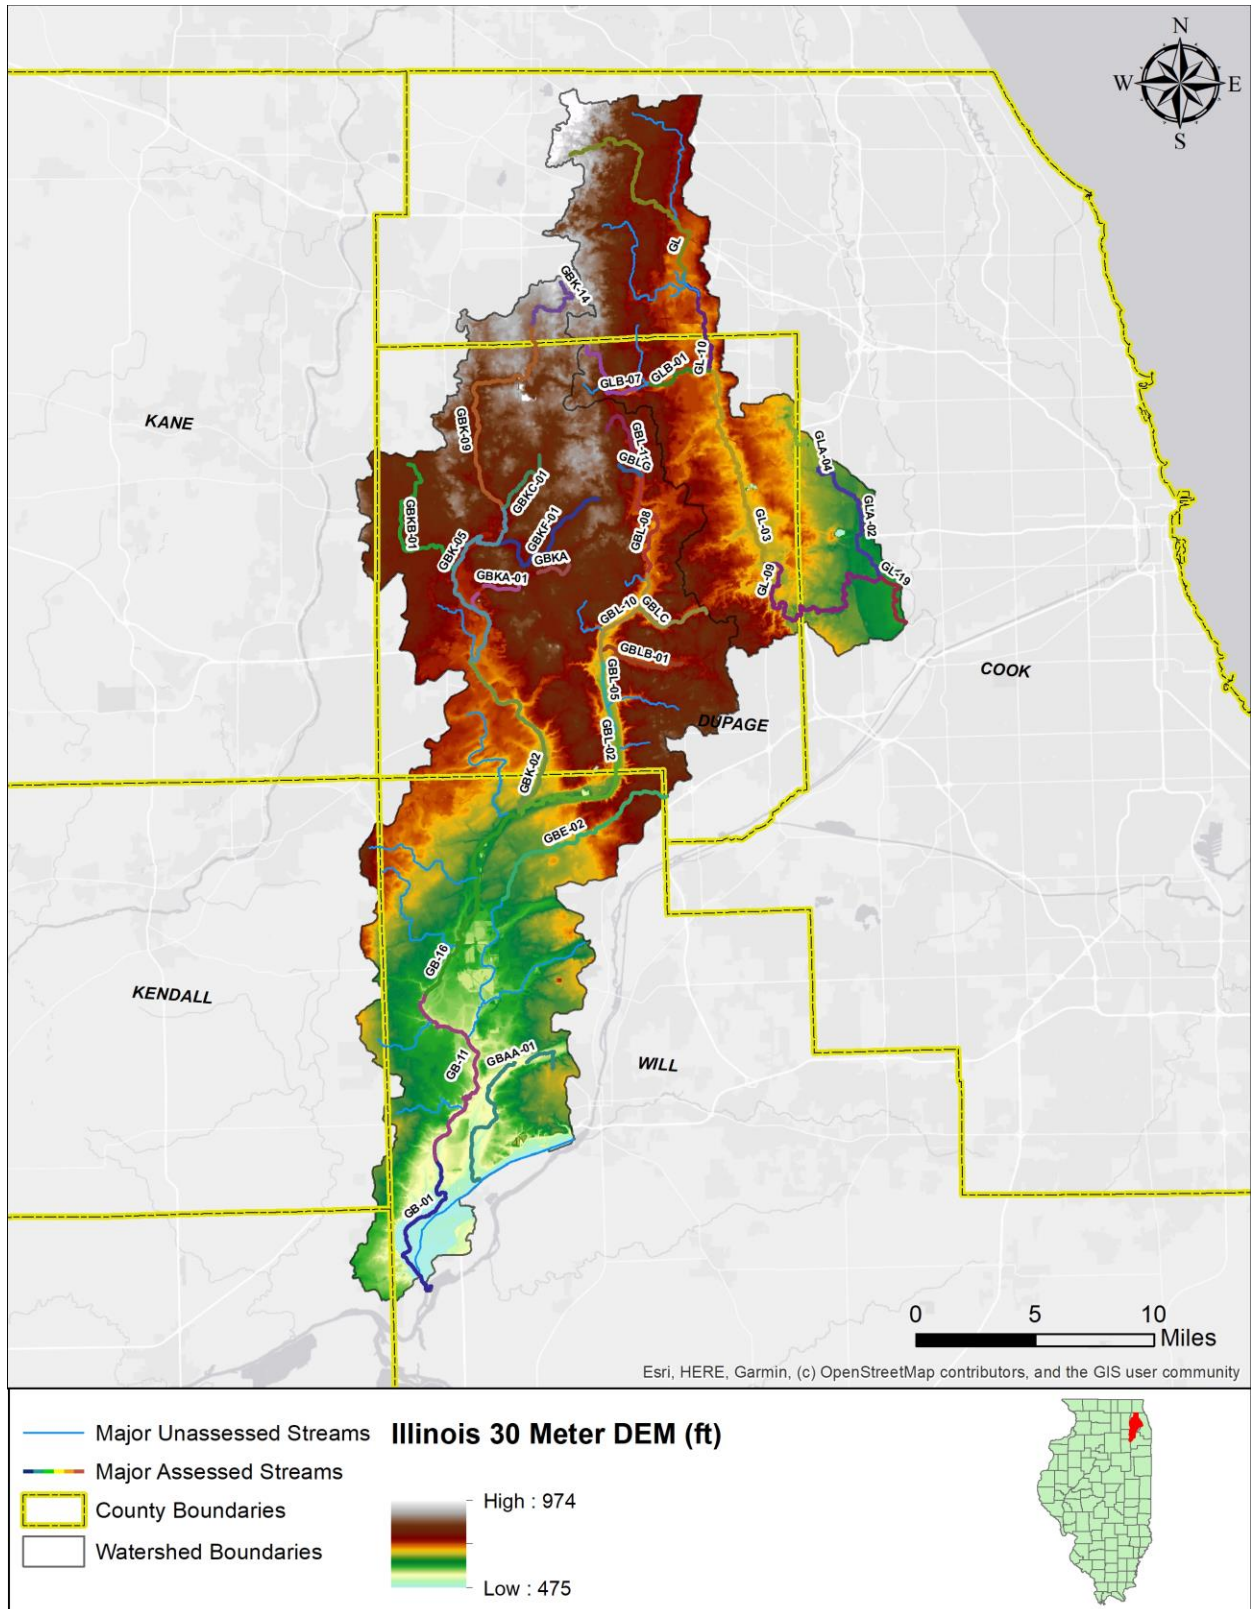 N
W E
S
GL
GBK-14
GL-10
GLB-01
GLB-07
KANE
GBK-09
GBL-11
GBLG
GLA-04
GBKC-01
GLA-02
GBKB-01
GBKF-01
GBL-08
GL-03
GBK-05
GBKA
GBKA-01
GL-09
GL-19
GBL-10
GBLC
GBLB-01
COOK
GBL-05
DUPAGE
GBL-02
GBK-02
GBE-02
GB-16
KENDALL
GB-11
GBAA-01
WILL
GB-01
0 5 10
Miles
Esri, HERE, Garmin, (c) OpenStreetMap contributors, and the GIS user community
Major Unassessed Streams
Major Assessed Streams
County Boundaries
Watershed Boundaries
Illinois 30 Meter DEM (ft)
High : 974
Low : 475